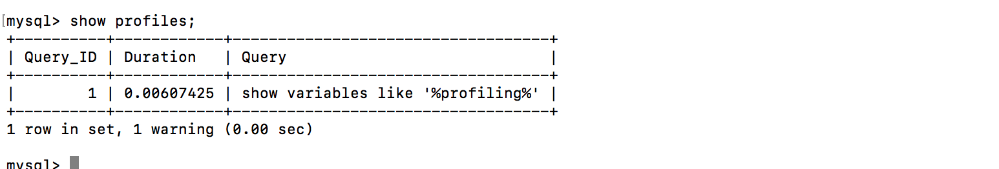 [mysql> show profiles;
+----------+------------+-----------------------------------+
| Query_ID | Duration   | Query                             |
+----------+------------+-----------------------------------+
|        1 | 0.00607425 | show variables like '%profiling%' |
+----------+------------+-----------------------------------+
1 row in set, 1 warning (0.00 sec)
mysql>